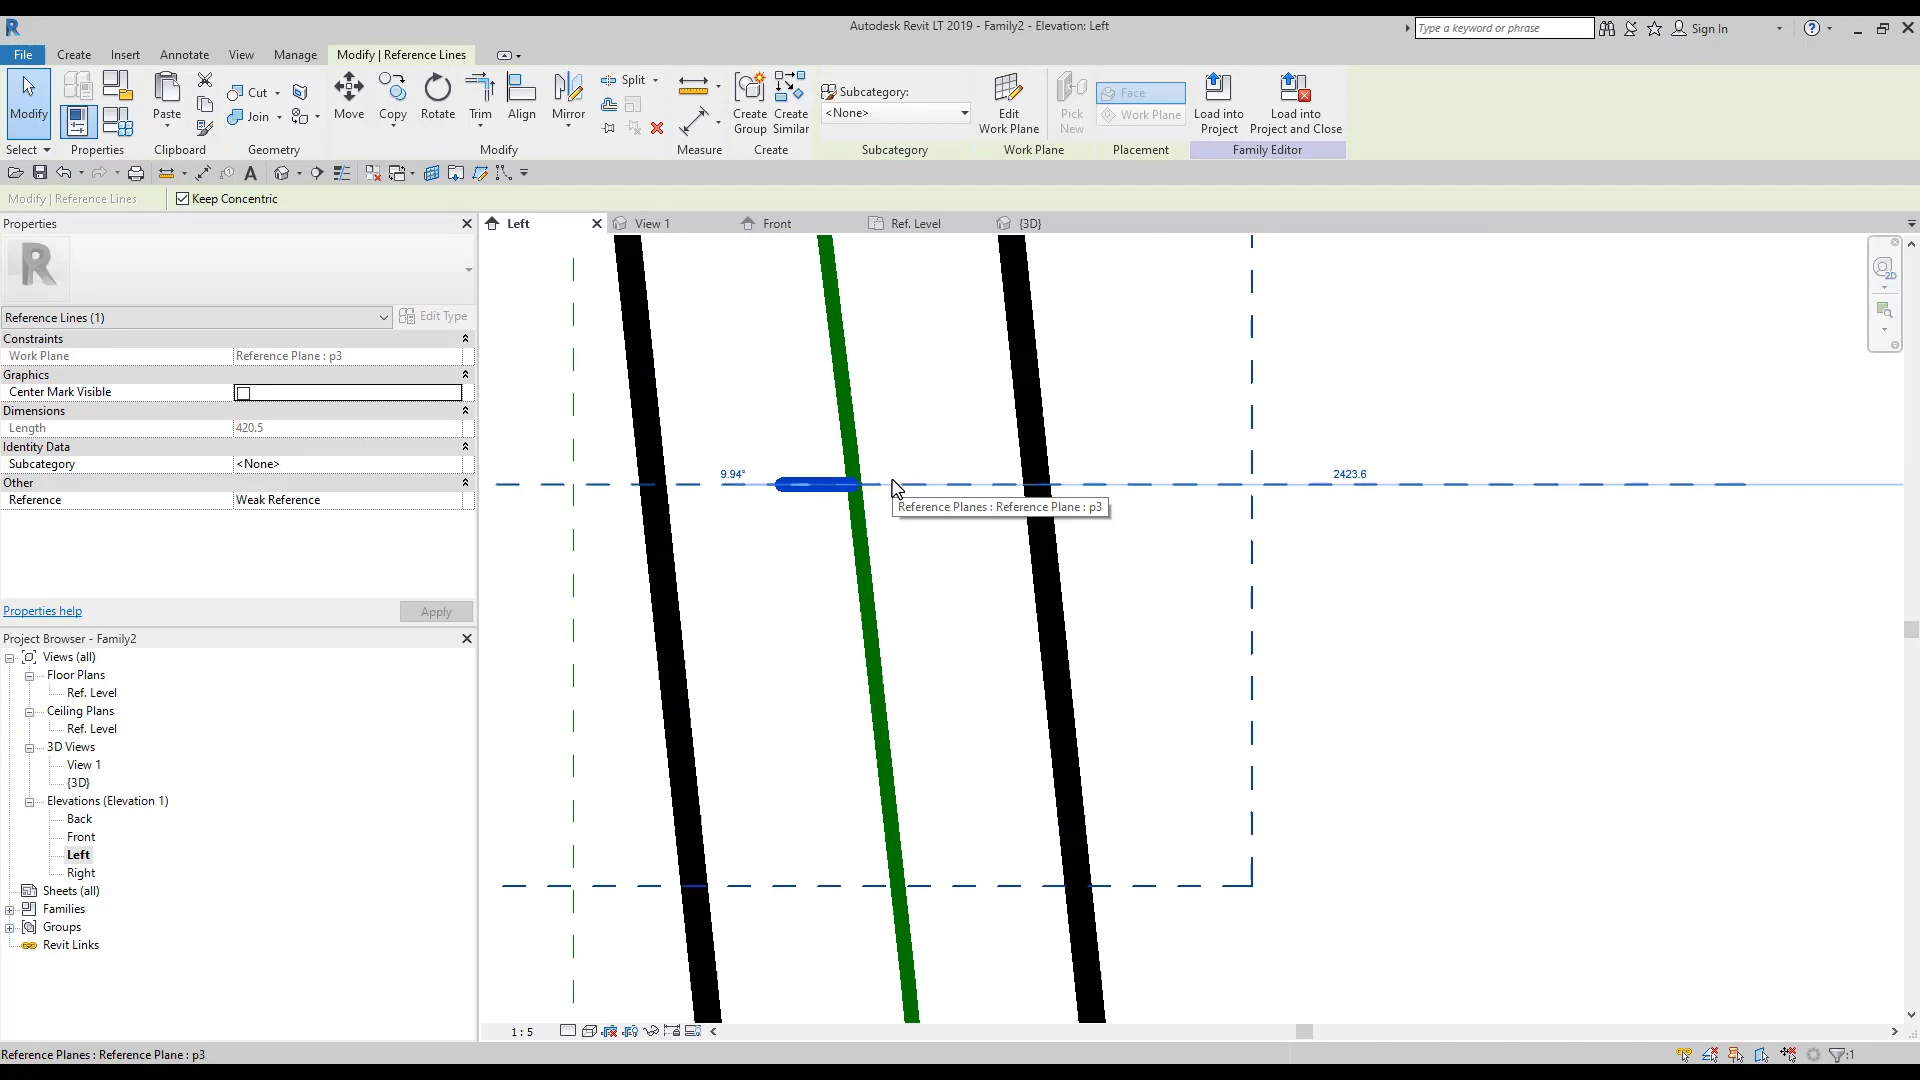 Autodesk Revit LT 2019 - Family2 - Elevation: Left
Type a keyword or phrase
Sign In
File
Create
Insert
Annotate
View
Manage
Modify | Reference Lines
Modify
Paste
Cut
Join
Move
Copy
Rotate
Trim
Align
Mirror
Split
Create Group
Create Similar
Subcategory:
<None>
Edit Work Plane
Pick New
Face
Work Plane
Load into Project
Load into Project and Close
Select
Properties
Clipboard
Geometry
Modify
Measure
Create
Subcategory
Work Plane
Placement
Family Editor
Modify | Reference Lines
Keep Concentric
Properties
Left
View 1
Front
Ref. Level
{3D}
R
Reference Lines (1)
Edit Type
Constraints
Work Plane
Reference Plane : p3
Graphics
Center Mark Visible
Dimensions
Length
420.5
Identity Data
Subcategory
<None>
Other
Reference
Weak Reference
Properties help
Apply
9.94°
2423.6
Reference Planes : Reference Plane : p3
2D
Project Browser - Family2
Views (all)
Floor Plans
Ref. Level
Ceiling Plans
Ref. Level
3D Views
View 1
{3D}
Elevations (Elevation 1)
Back
Front
Left
Right
Sheets (all)
Families
Groups
Revit Links
1 : 5
Reference Planes : Reference Plane : p3
:1